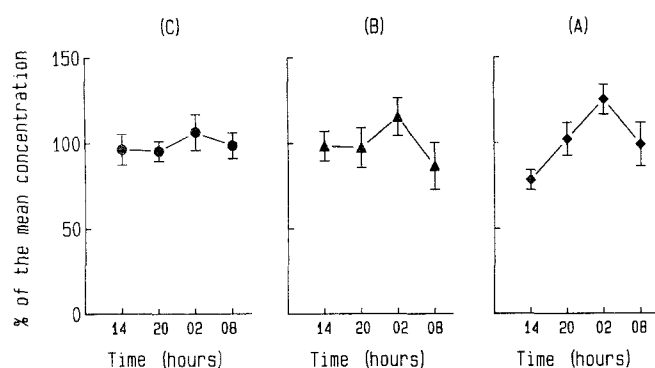 (C) (B) (A)
% of the mean concentration
150
100
50
0
14 20 02 08 14 20 02 08 14 20 02 08
Time (hours) Time (hours) Time (hours)